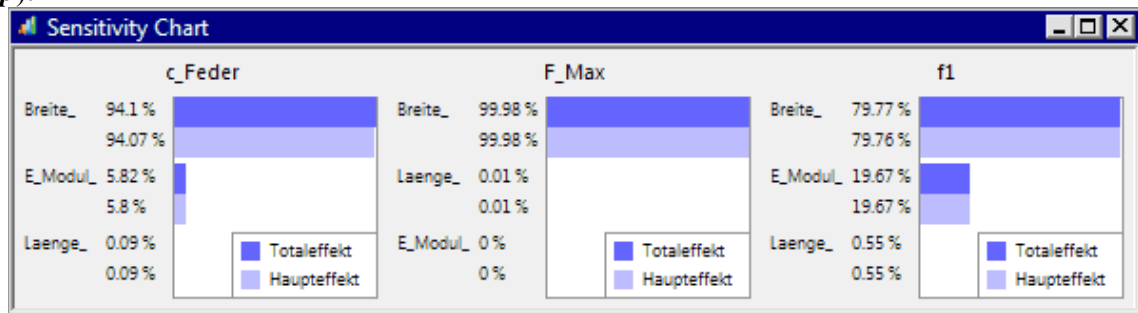 p).
Sensitivity Chart
c_Feder F_Max f1
Breite_ 94.1 % Breite_ 99.98 % Breite_ 79.77 %
94.07 % 99.98 % 79.76 %
E_Modul_ 5.82 % Laenge_ 0.01 % E_Modul_ 19.67 %
5.8 % 0.01 % 19.67 %
Laenge_ 0.09 % Totaleffekt E_Modul_ 0 % Totaleffekt Laenge_ 0.55 % Totaleffekt
0.09 % Haupteffekt 0 % Haupteffekt 0.55 % Haupteffekt